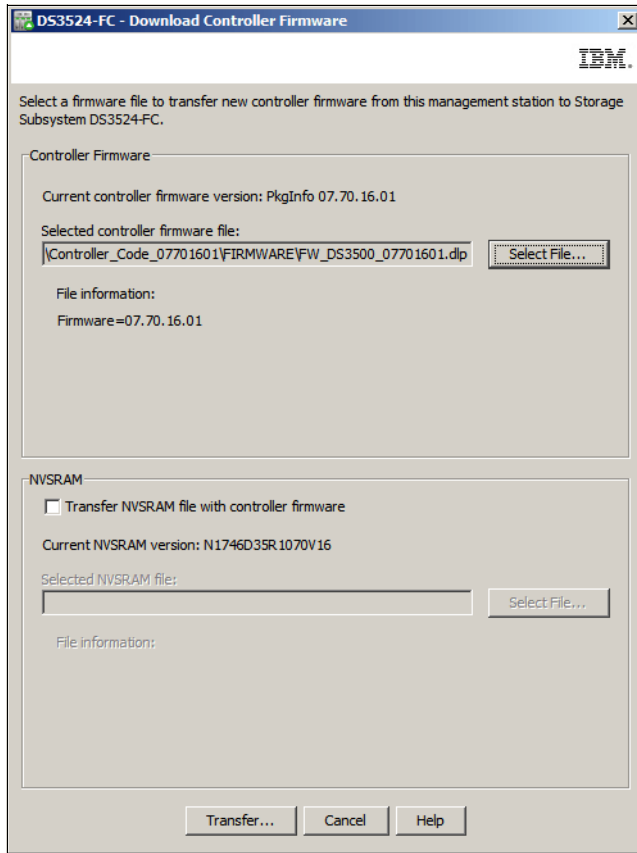 DS3524-FC - Download Controller Firmware
IBM.
Select a firmware file to transfer new controller firmware from this management station to Storage
Subsystem DS3524-FC.
Controller Firmware
Current controller firmware version: PkgInfo 07.70.16.01
Selected controller firmware file:
\Controller_Code_07701601\FIRMWARE\FW_DS3500_07701601.dlp
Select File...
File information:
Firmware=07.70.16.01
NVSRAM
Transfer NVSRAM file with controller firmware
Current NVSRAM version: N1746D35R1070V16
Selected NVSRAM file:
Select File...
File information:
Transfer...
Cancel
Help